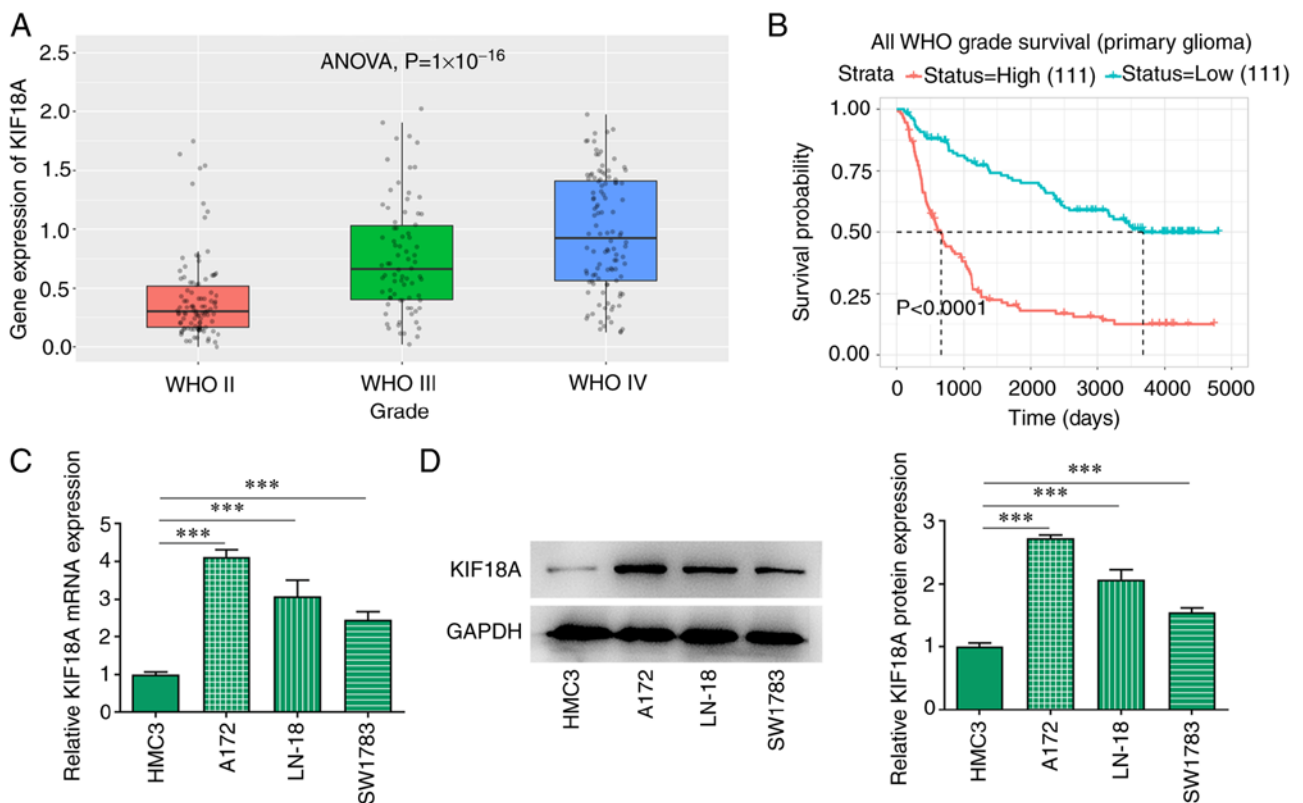 A
Gene expression of KIF18A
2.5
2.0
1.5
1.0
0.5
0.0
ANOVA, P=1×10⁻¹⁶
WHO II
WHO III
WHO IV
Grade
B
All WHO grade survival (primary glioma)
Strata Status=High (111) Status=Low (111)
Survival probability
1.00
0.75
0.50
0.25
0.00
P<0.0001
0 1000 2000 3000 4000 5000
Time (days)
C
Relative KIF18A mRNA expression
5
4
3
2
1
0
***
***
***
HMC3
A172
LN-18
SW1783
D
KIF18A
GAPDH
HMC3
A172
LN-18
SW1783
Relative KIF18A protein expression
3
2
1
0
***
***
***
HMC3
A172
LN-18
SW1783